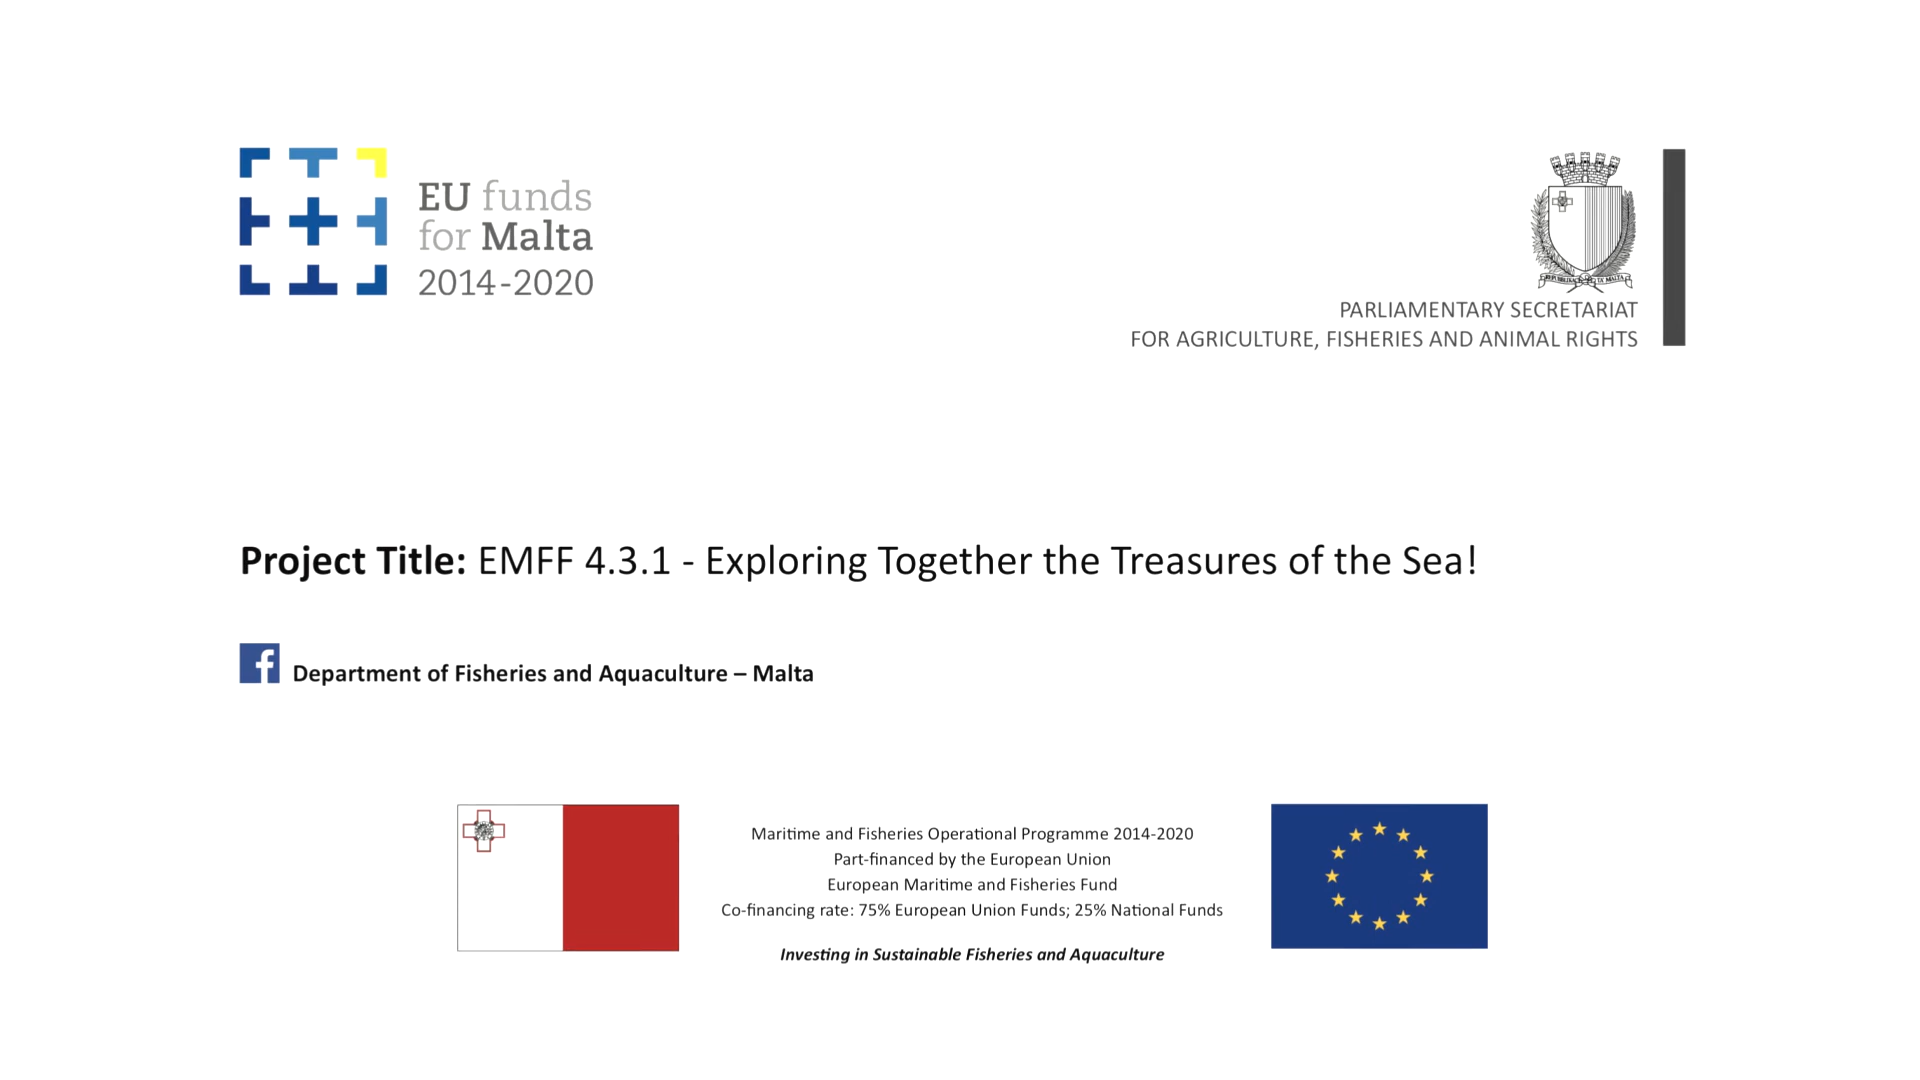 EU funds
for Malta
2014-2020
REPUBBLIKA TA' MALTA
PARLIAMENTARY SECRETARIAT
FOR AGRICULTURE, FISHERIES AND ANIMAL RIGHTS
Project Title: EMFF 4.3.1 - Exploring Together the Treasures of the Sea!
f Department of Fisheries and Aquaculture – Malta
Maritime and Fisheries Operational Programme 2014-2020
Part-financed by the European Union
European Maritime and Fisheries Fund
Co-financing rate: 75% European Union Funds; 25% National Funds
Investing in Sustainable Fisheries and Aquaculture